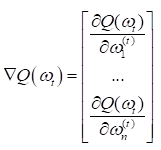 ∇Q(ω_t) = [ ∂Q(ω_t) / ∂ω_1^(t)
...
∂Q(ω_t) / ∂ω_n^(t) ]